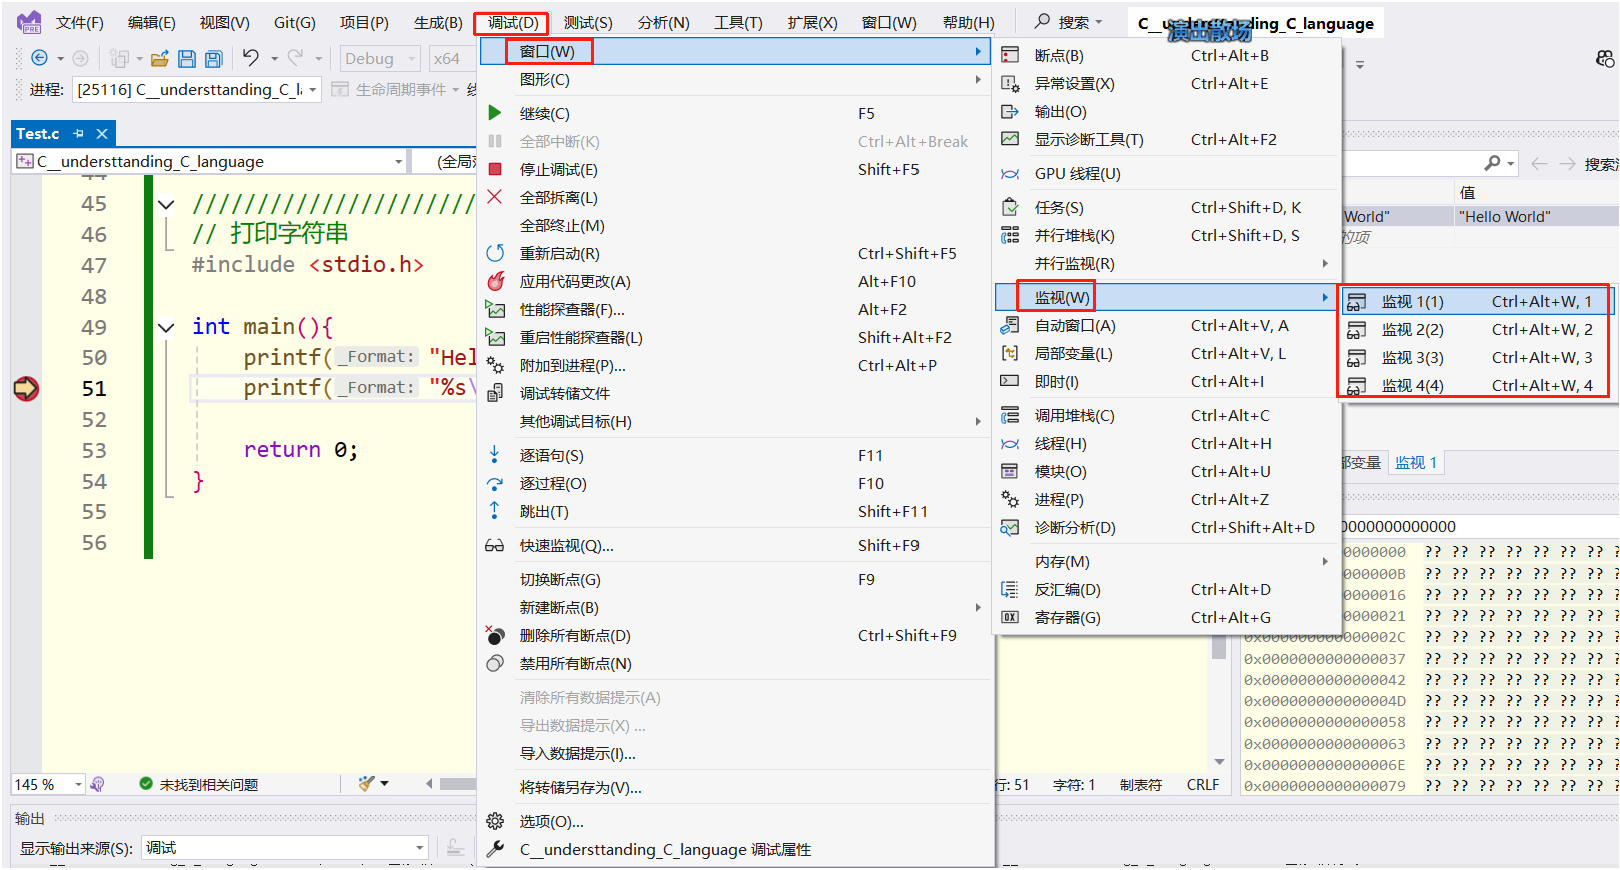 文件(F) 编辑(E) 视图(V) Git(G) 项目(P) 生成(B) 调试(D) 测试(S) 分析(N) 工具(T) 扩展(X) 窗口(W) 帮助(H) 搜索 C__understtanding_C_language
演出散场
Debug x64
进程: [25116] C__understtanding_C_l 生命周期事件
Test.c
C__understtanding_C_language (全局
44
45 //////////////////////
46 // 打印字符串
47 #include <stdio.h>
48
49 int main(){
50 printf(_Format: "Hel
51 printf(_Format: "%s\
52
53 return 0;
54 }
55
56
145 % 未找到相关问题
行: 51 字符: 1 制表符 CRLF
输出
显示输出来源(S): 调试
窗口(W)
图形(C)
继续(C) F5
全部中断(K) Ctrl+Alt+Break
停止调试(E) Shift+F5
全部拆离(L)
全部终止(M)
重新启动(R) Ctrl+Shift+F5
应用代码更改(A) Alt+F10
性能探查器(F)... Alt+F2
重启性能探查器(L) Shift+Alt+F2
附加到进程(P)... Ctrl+Alt+P
调试转储文件
其他调试目标(H)
逐语句(S) F11
逐过程(O) F10
跳出(T) Shift+F11
快速监视(Q)... Shift+F9
切换断点(G) F9
新建断点(B)
删除所有断点(D) Ctrl+Shift+F9
禁用所有断点(N)
清除所有数据提示(A)
导出数据提示(X) ...
导入数据提示(I)...
将转储另存为(V)...
选项(O)...
C__understtanding_C_language 调试属性
断点(B) Ctrl+Alt+B
异常设置(X) Ctrl+Alt+E
输出(O)
显示诊断工具(T) Ctrl+Alt+F2
GPU 线程(U)
任务(S) Ctrl+Shift+D, K
并行堆栈(K) Ctrl+Shift+D, S
并行监视(R)
监视(W)
自动窗口(A) Ctrl+Alt+V, A
局部变量(L) Ctrl+Alt+V, L
即时(I) Ctrl+Alt+I
调用堆栈(C) Ctrl+Alt+C
线程(H) Ctrl+Alt+H
模块(O) Ctrl+Alt+U
进程(P) Ctrl+Alt+Z
诊断分析(D) Ctrl+Shift+Alt+D
内存(M)
反汇编(D) Ctrl+Alt+D
寄存器(G) Ctrl+Alt+G
监视 1(1) Ctrl+Alt+W, 1
监视 2(2) Ctrl+Alt+W, 2
监视 3(3) Ctrl+Alt+W, 3
监视 4(4) Ctrl+Alt+W, 4
搜索
值
World" "Hello World"
的项
部变量 监视 1
0000000000000
0000000 ?? ?? ?? ?? ?? ?? ??
000000B ?? ?? ?? ?? ?? ?? ??
0000016 ?? ?? ?? ?? ?? ?? ??
0000021 ?? ?? ?? ?? ?? ?? ??
0x000000000000002C ?? ?? ?? ?? ?? ?? ??
0x0000000000000037 ?? ?? ?? ?? ?? ?? ??
0x0000000000000042 ?? ?? ?? ?? ?? ?? ??
0x000000000000004D ?? ?? ?? ?? ?? ?? ??
0x0000000000000058 ?? ?? ?? ?? ?? ?? ??
0x0000000000000063 ?? ?? ?? ?? ?? ?? ??
0x000000000000006E ?? ?? ?? ?? ?? ?? ??
0x0000000000000079 ?? ?? ?? ?? ?? ?? ??